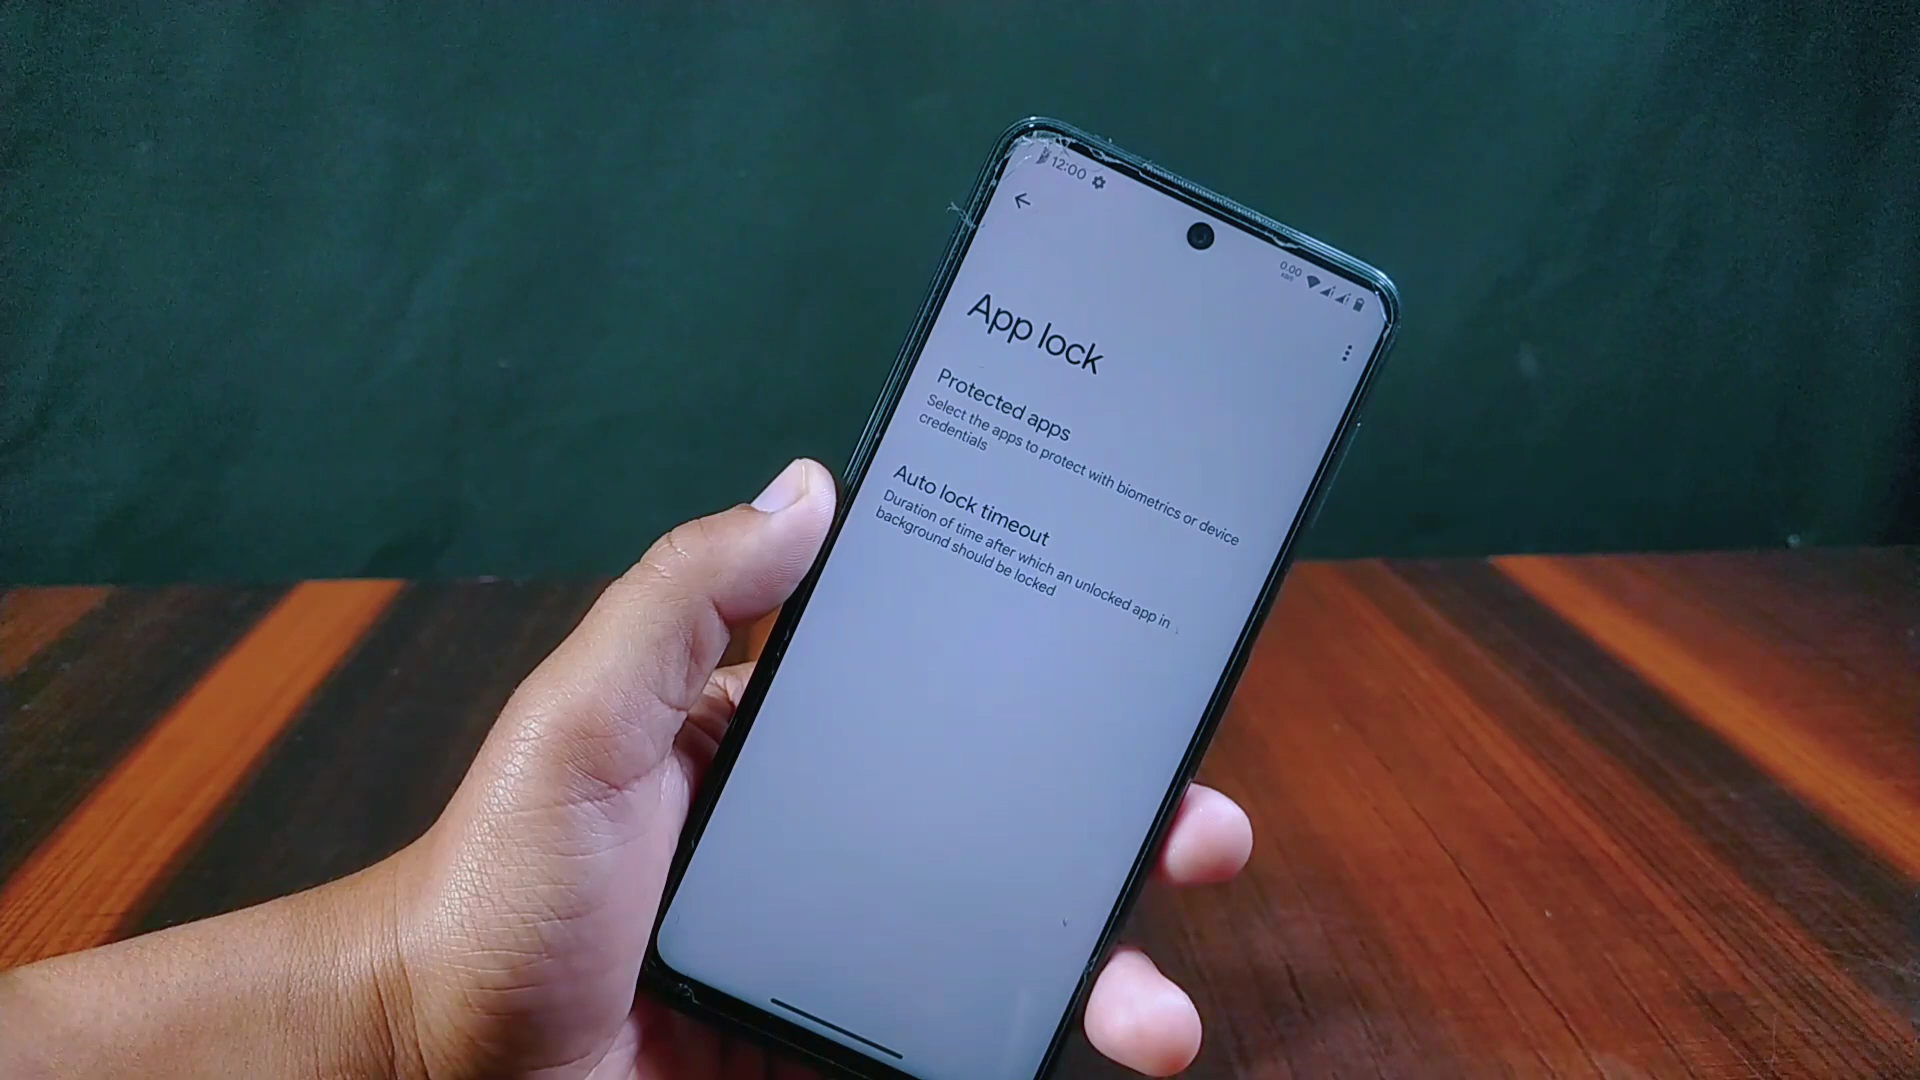 12:00
0.00
KB/S
App lock
Protected apps
Select the apps to protect with biometrics or device
credentials
Auto lock timeout
Duration of time after which an unlocked app in
background should be locked